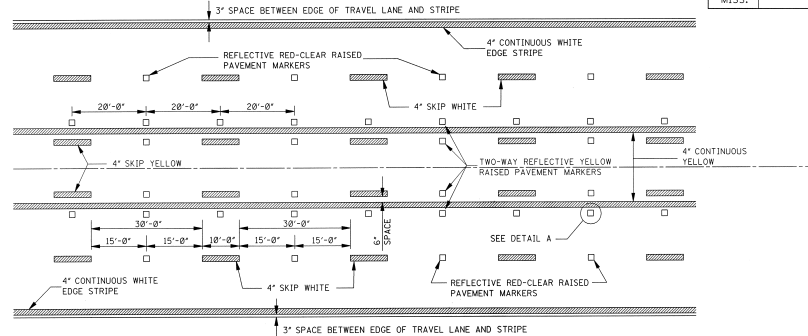 MISS.
3" SPACE BETWEEN EDGE OF TRAVEL LANE AND STRIPE
4" CONTINUOUS WHITE
EDGE STRIPE
REFLECTIVE RED-CLEAR RAISED
PAVEMENT MARKERS
4" SKIP WHITE
20'-0"
20'-0"
20'-0"
4" SKIP YELLOW
TWO-WAY REFLECTIVE YELLOW
RAISED PAVEMENT MARKERS
4" CONTINUOUS
YELLOW
30'-0"
30'-0"
15'-0"
15'-0"
10'-0"
15'-0"
15'-0"
6"
SPACE
SEE DETAIL A
4" CONTINUOUS WHITE
EDGE STRIPE
4" SKIP WHITE
REFLECTIVE RED-CLEAR RAISED
PAVEMENT MARKERS
3" SPACE BETWEEN EDGE OF TRAVEL LANE AND STRIPE